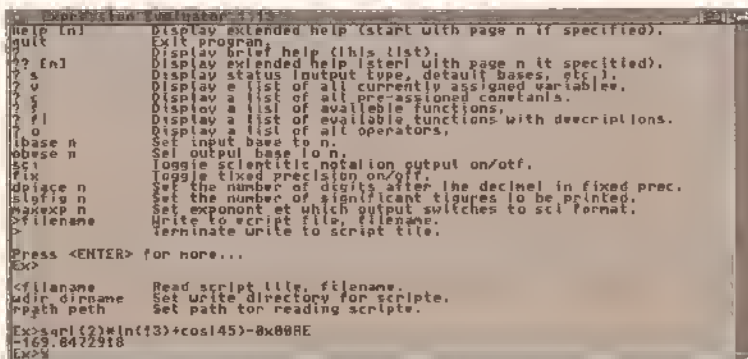 Expression Evaluator 1.13
help [n] Display extended help (start with page n if specified).
quit Exit program.
? Display brief help (this list).
?? [n] Display extended help (start with page n if specified).
? s Display status (output type, default bases, etc.).
? v Display a list of all currently assigned variables.
Display a list of all pre-assigned constants.
? f Display a list of available functions.
? fl Display a list of available functions with descriptions.
? o Display a list of all operators.
ibase n Set input base to n.
obase n Set output base to n.
sci Toggle scientific notation output on/off.
fix Toggle fixed precision on/off.
dplace n Set the number of digits after the decimal in fixed prec.
sigfig n Set the number of significant figures to be printed.
maxexp n Set exponent at which output switches to sci format.
>filename Write to script file, filename.
> Terminate write to script file.
Press <ENTER> for more...
Ex>
<filename Read script file, filename.
wdir dirname Set write directory for scripts.
rpath path Set path for reading scripts.
Ex>sqrt(2)*ln(13)+cos(45)-0x00AE
-169.8472918
Ex>